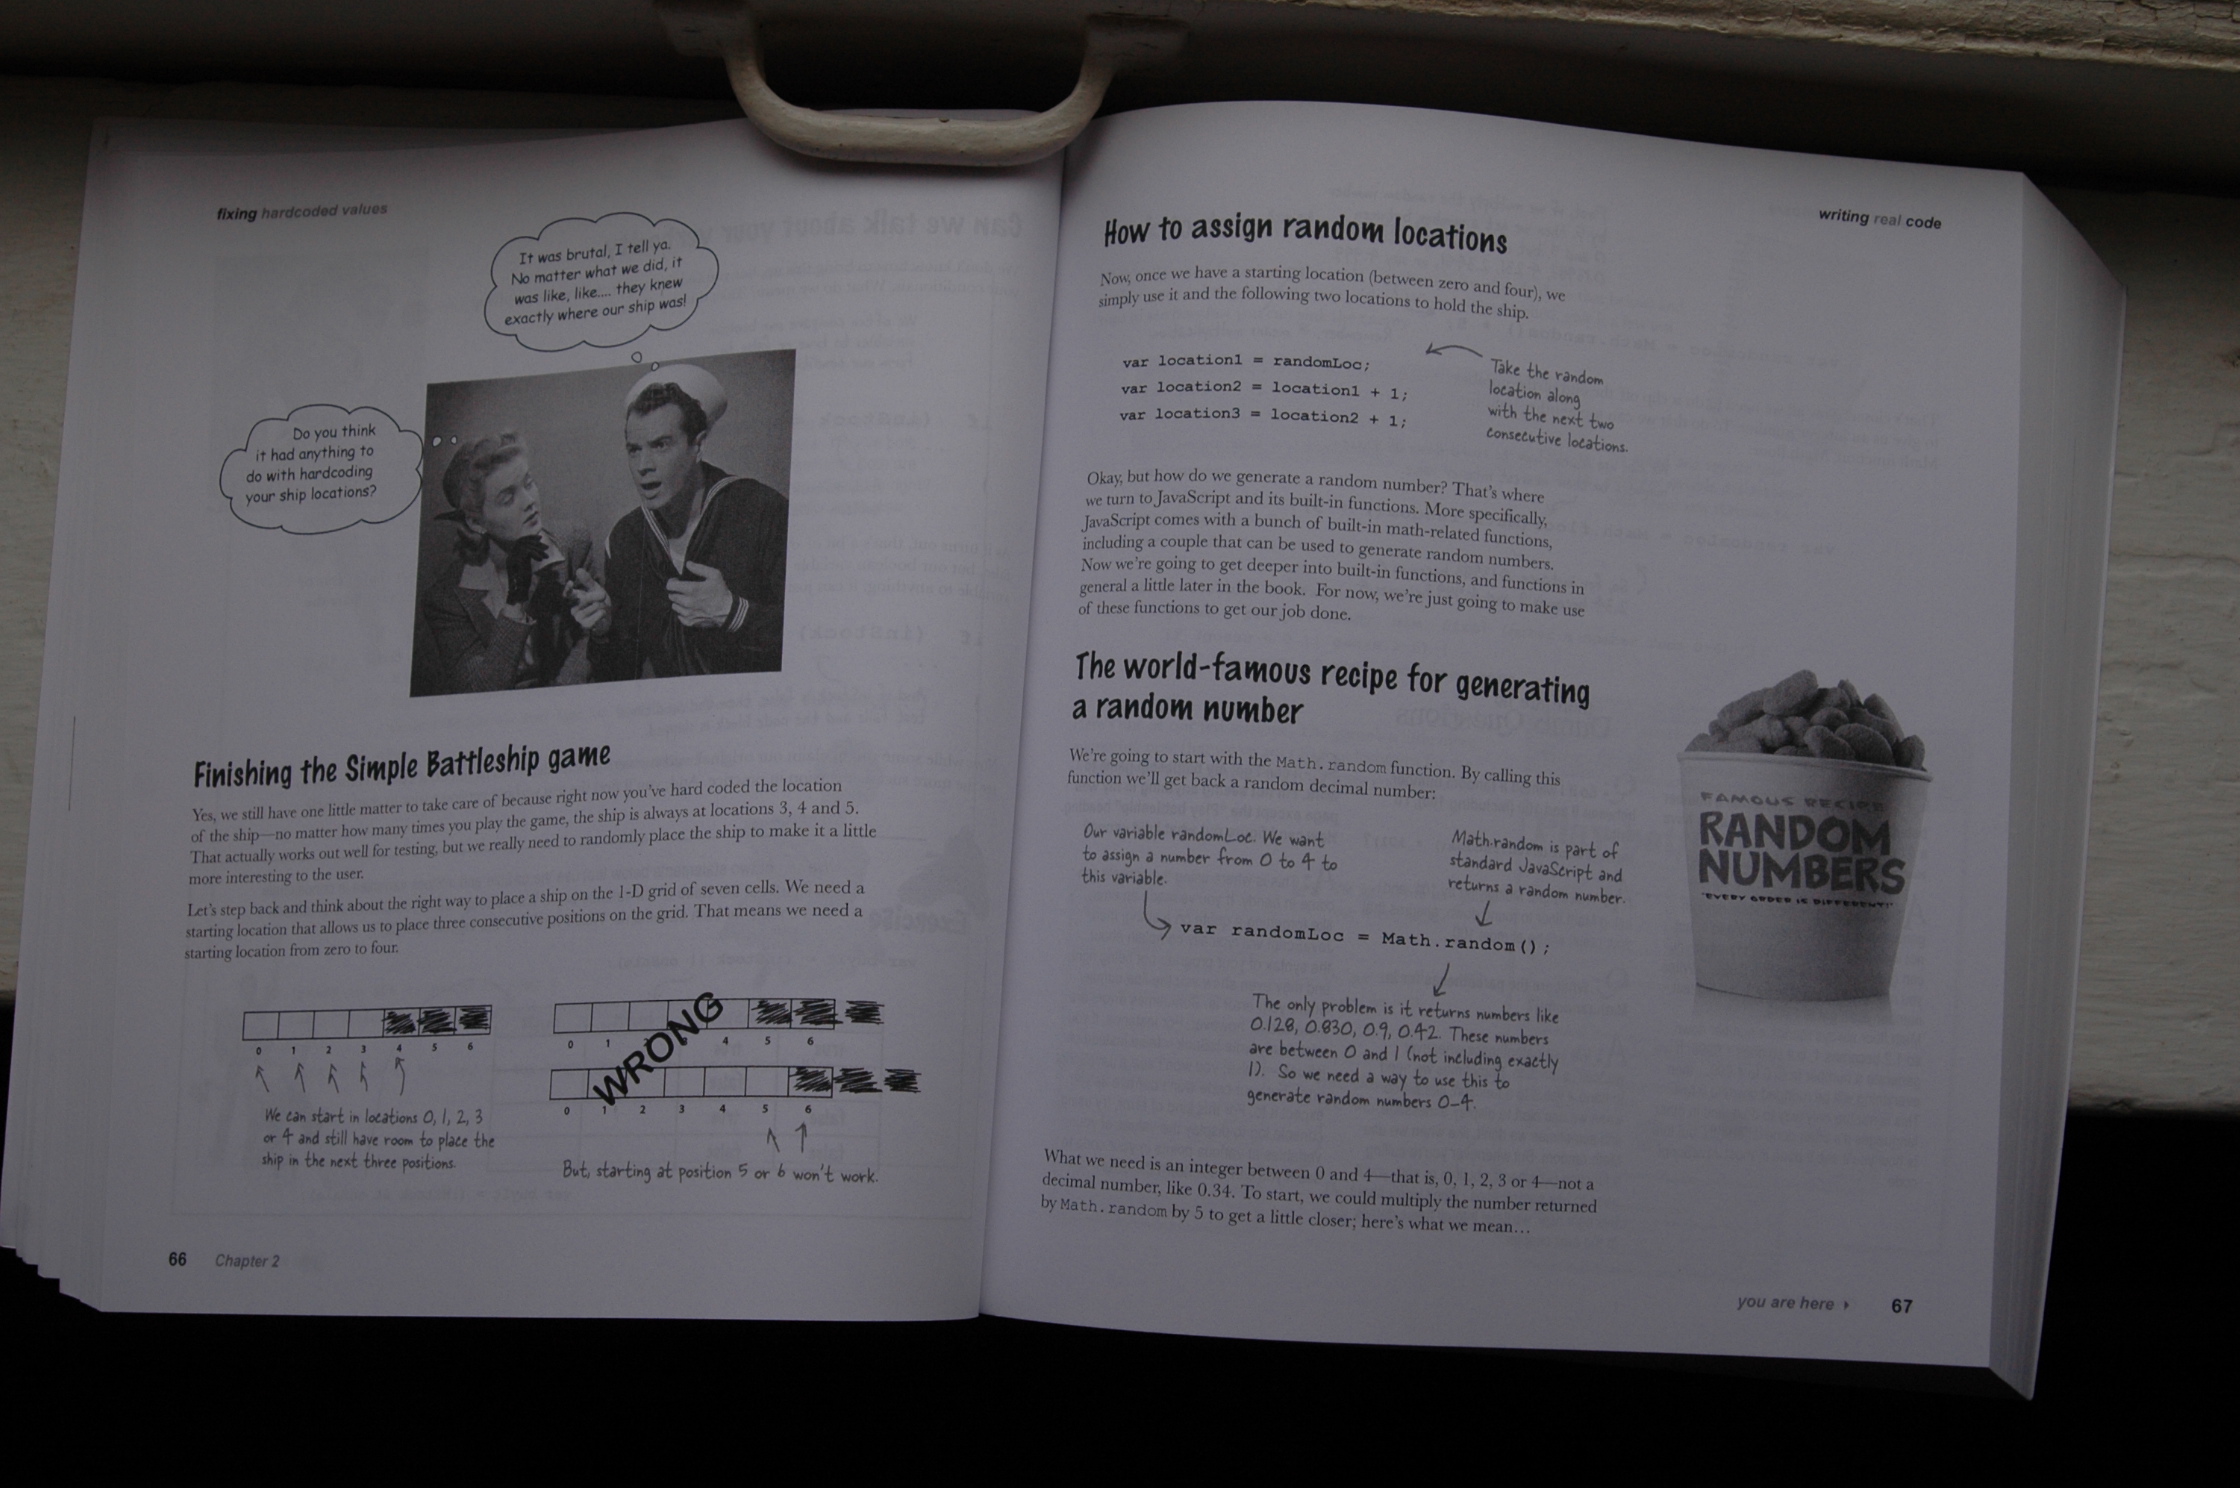 fixing hardcoded values
It was brutal, I tell ya.
No matter what we did, it
was like, like.... they knew
exactly where our ship was!
Do you think
it had anything to
do with hardcoding
your ship locations?
Finishing the Simple Battleship game
Yes, we still have one little matter to take care of because right now you've hard coded the location
of the ship—no matter how many times you play the game, the ship is always at locations 3, 4 and 5.
That actually works out well for testing, but we really need to randomly place the ship to make it a little
more interesting to the user.
Let's step back and think about the right way to place a ship on the 1-D grid of seven cells. We need a
starting location that allows us to place three consecutive positions on the grid. That means we need a
starting location from zero to four.
0 1 2 3 4 5 6
We can start in locations 0, 1, 2, 3
or 4 and still have room to place the
ship in the next three positions.
0 1 4 5 6
WRONG
0 1 2 3 4 5 6
But, starting at position 5 or 6 won't work.
66 Chapter 2
writing real code
How to assign random locations
Now, once we have a starting location (between zero and four), we
simply use it and the following two locations to hold the ship.
var location1 = randomLoc;
var location2 = location1 + 1;
var location3 = location2 + 1;
Take the random
location along
with the next two
consecutive locations.
Okay, but how do we generate a random number? That's where
we turn to JavaScript and its built-in functions. More specifically,
JavaScript comes with a bunch of built-in math-related functions,
including a couple that can be used to generate random numbers.
Now we're going to get deeper into built-in functions, and functions in
general a little later in the book. For now, we're just going to make use
of these functions to get our job done.
The world-famous recipe for generating
a random number
We're going to start with the Math.random function. By calling this
function we'll get back a random decimal number:
Our variable randomLoc. We want
to assign a number from 0 to 4 to
this variable.
Math.random is part of
standard JavaScript and
returns a random number.
var randomLoc = Math.random();
The only problem is it returns numbers like
0.128, 0.830, 0.9, 0.42. These numbers
are between 0 and 1 (not including exactly
1). So we need a way to use this to
generate random numbers 0-4.
FAMOUS RECIPE
RANDOM
NUMBERS
"EVERY ORDER IS DIFFERENT!"
What we need is an integer between 0 and 4—that is, 0, 1, 2, 3 or 4—not a
decimal number, like 0.34. To start, we could multiply the number returned
by Math.random by 5 to get a little closer; here's what we mean...
you are here 67